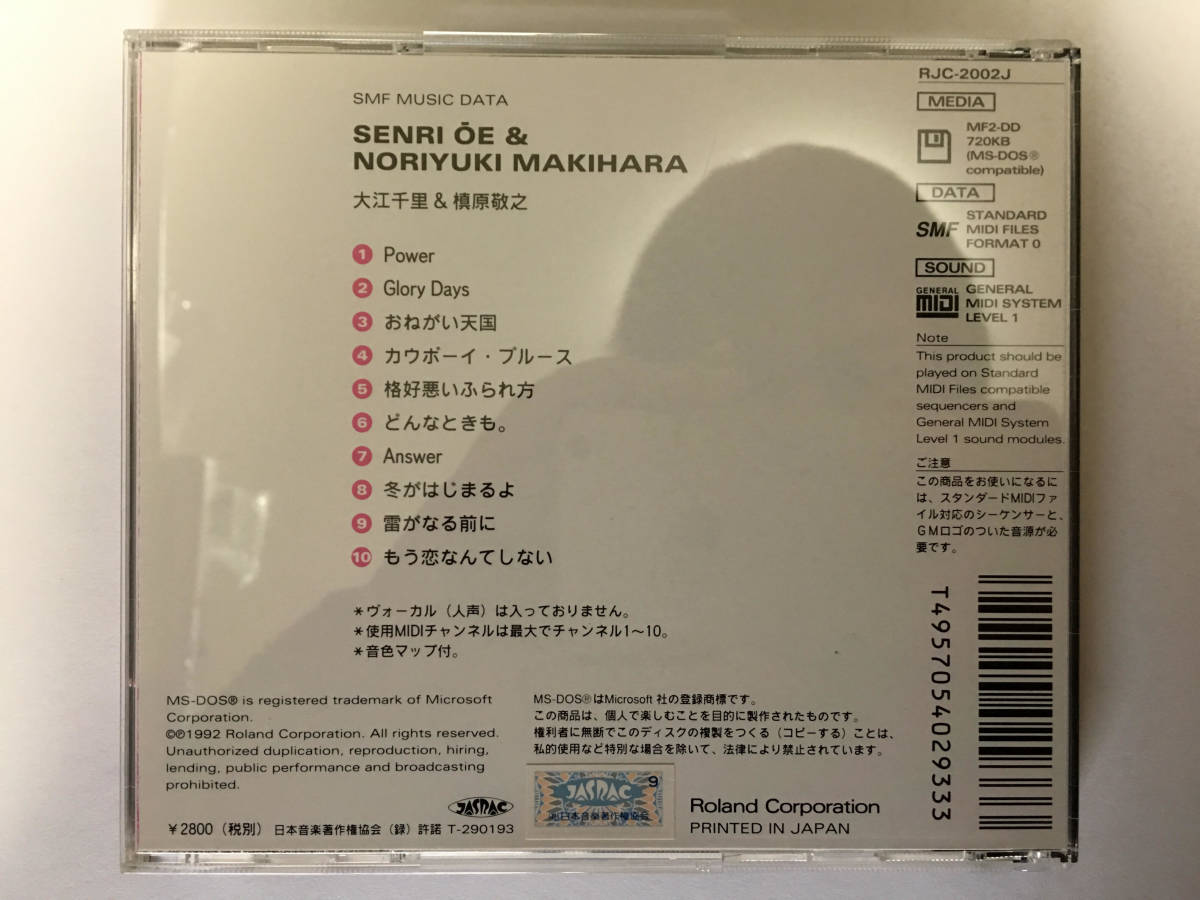 SMF MUSIC DATA
SENRI ŌE &
NORIYUKI MAKIHARA
大江千里 & 槙原敬之
1 Power
2 Glory Days
3 おねがい天国
4 カウボーイ・ブルース
5 格好悪いふられ方
6 どんなときも。
7 Answer
8 冬がはじまるよ
9 雷がなる前に
10 もう恋なんてしない
＊ヴォーカル（人声）は入っておりません。
＊使用MIDIチャンネルは最大でチャンネル1〜10。
＊音色マップ付。
RJC-2002J
MEDIA
MF2-DD
720KB
(MS-DOS®
compatible)
DATA
SMF
STANDARD
MIDI FILES
FORMAT 0
SOUND
GENERAL
MIDI
GENERAL
MIDI SYSTEM
LEVEL 1
Note
This product should be
played on Standard
MIDI Files compatible
sequencers and
General MIDI System
Level 1 sound modules.
ご注意
この商品をお使いになるに
は、スタンダードMIDIファ
イル対応のシーケンサーと、
GMロゴのついた音源が必
要です。
T4957054029333
MS-DOS® is registered trademark of Microsoft
Corporation.
©℗1992 Roland Corporation. All rights reserved.
Unauthorized duplication, reproduction, hiring,
lending, public performance and broadcasting
prohibited.
MS-DOS®はMicrosoft 社の登録商標です。
この商品は、個人で楽しむことを目的に製作されたものです。
権利者に無断でこのディスクの複製をつくる（コピーする）ことは、
私的使用など特別な場合を除いて、法律により禁止されています。
JASRAC
¥2800（税別） 日本音楽著作権協会（録）許諾 T-290193
9
JASRAC
日本音楽著作権協会
Roland Corporation
PRINTED IN JAPAN